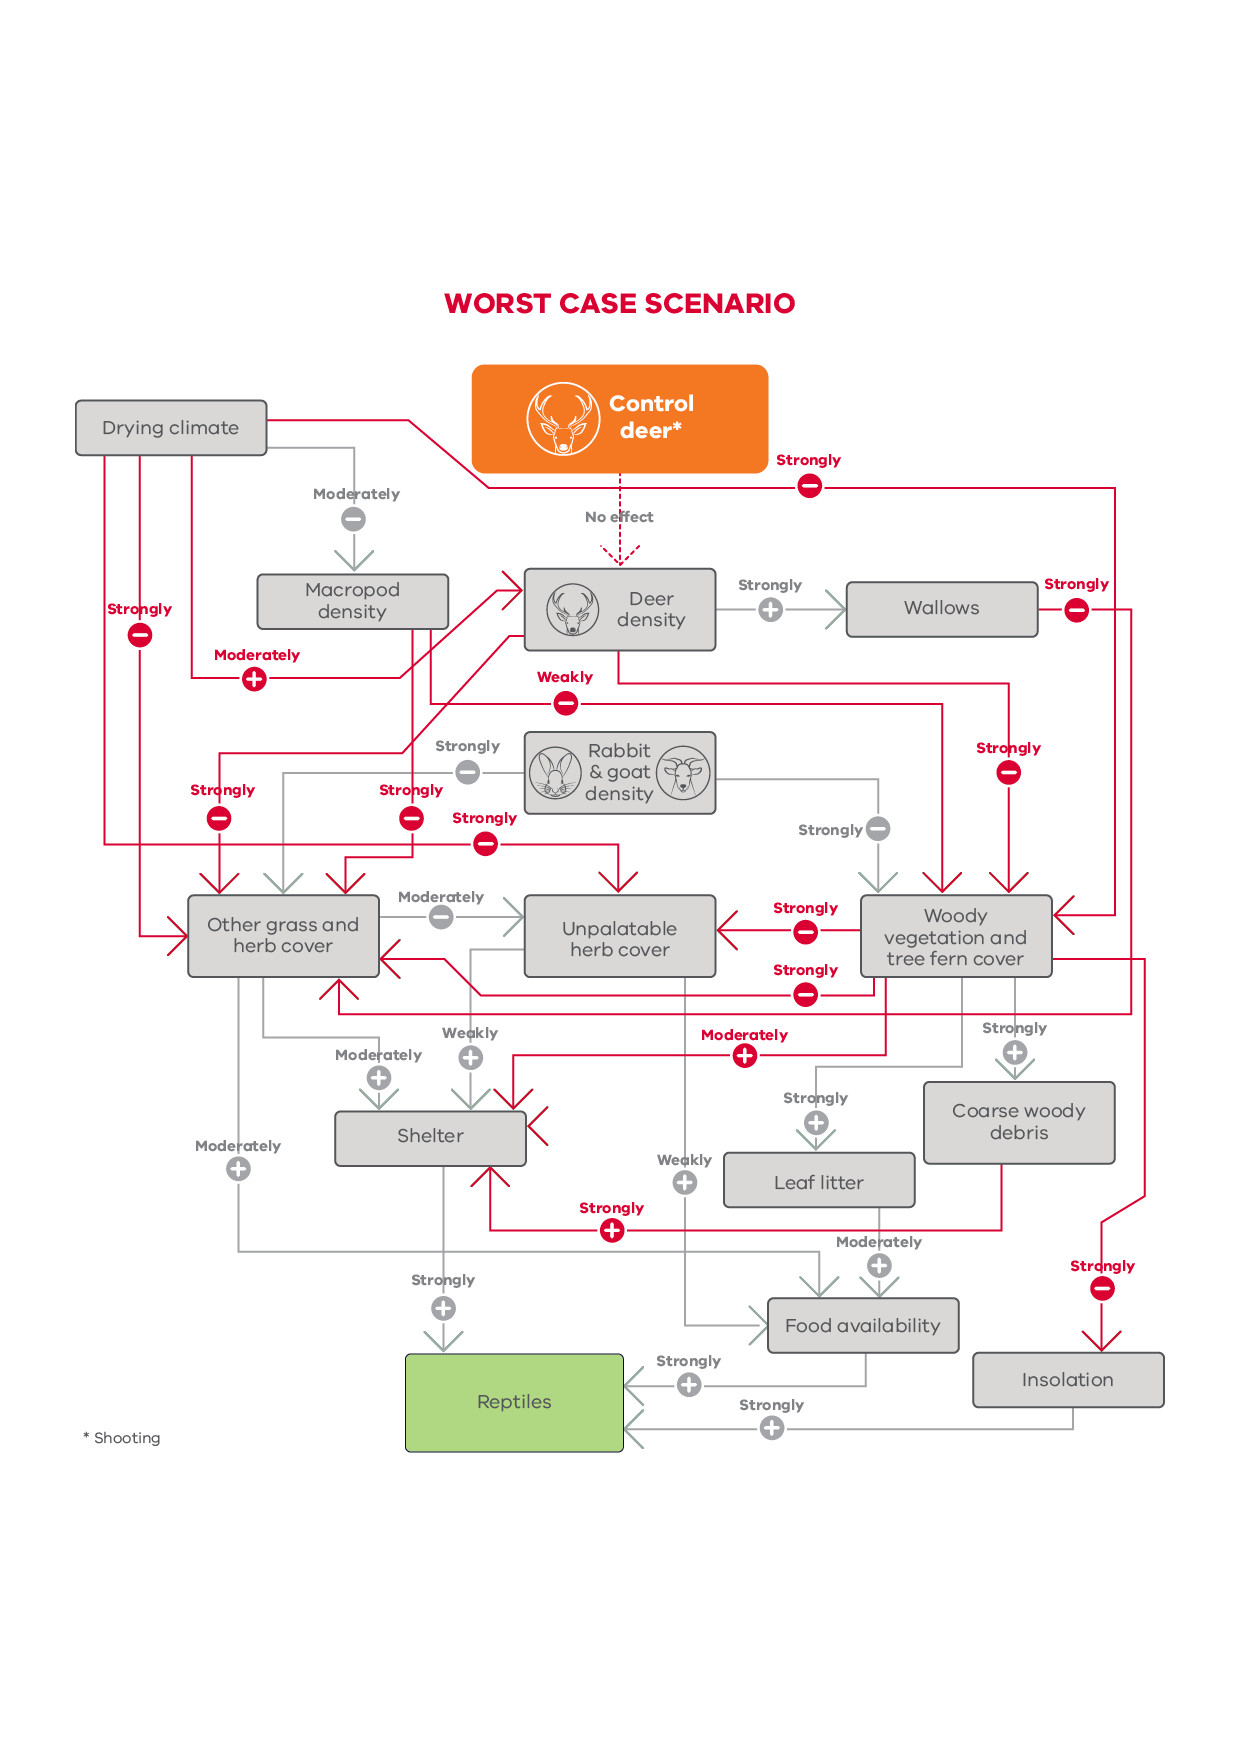 WORST CASE SCENARIO
Control
deer*
Drying climate
Strongly
Moderately
No effect
Macropod
density
Deer
density
Strongly
Wallows
Strongly
Strongly
Moderately
Weakly
Strongly
Rabbit
& goat
density
Strongly
Strongly
Strongly
Strongly
Strongly
Moderately
Other grass and
herb cover
Unpalatable
herb cover
Strongly
Woody
vegetation and
tree fern cover
Strongly
Strongly
Weakly
Moderately
Moderately
Strongly
Coarse woody
debris
Shelter
Moderately
Weakly
Leaf litter
Strongly
Moderately
Strongly
Strongly
Food availability
Strongly
Insolation
Reptiles
Strongly
* Shooting